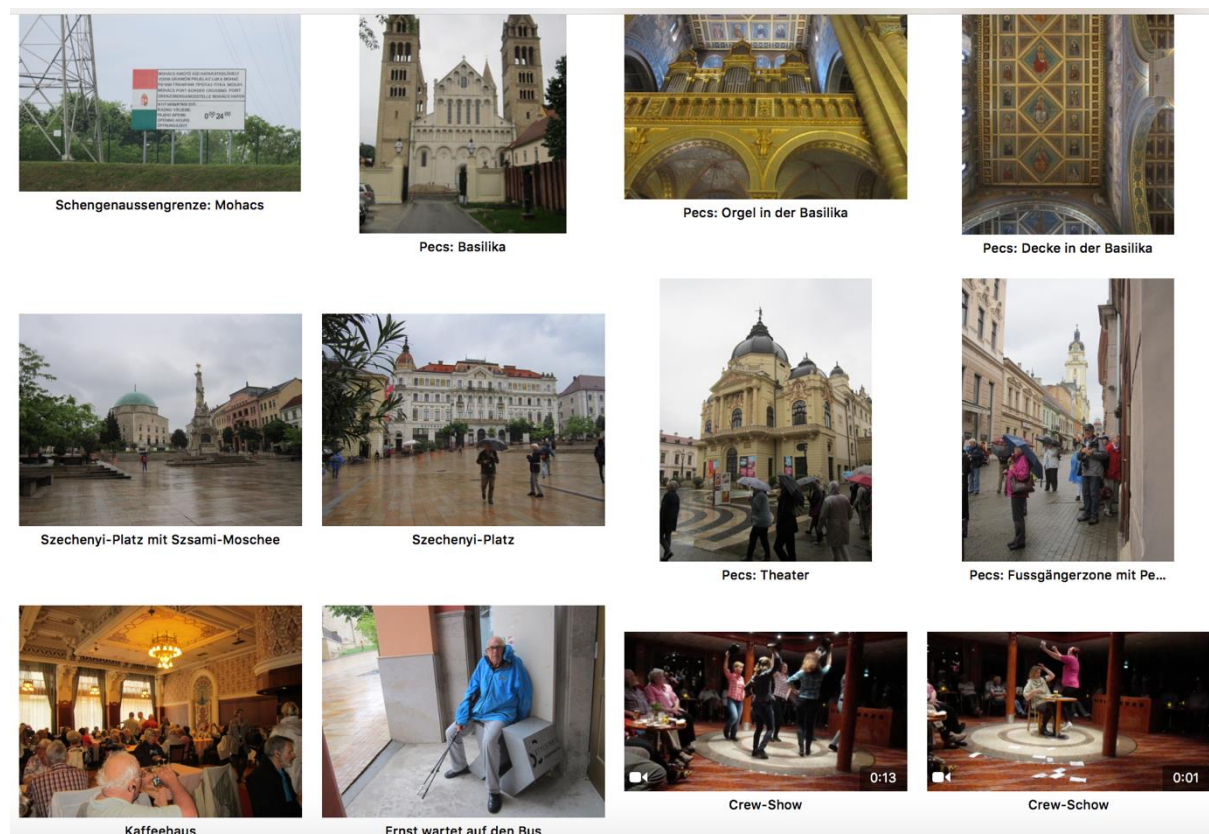 0⁰⁰ 24⁰⁰
Schengenaussengrenze: Mohacs
Pecs: Basilika
Pecs: Orgel in der Basilika
Pecs: Decke in der Basilika
Szechenyi-Platz mit Szsami-Moschee
Szechenyi-Platz
Pecs: Theater
Pecs: Fussgängerzone mit Pe...
0:13
0:01
Crew-Show
Crew-Schow
Kaffeehaus
Ernst wartet auf den Bus